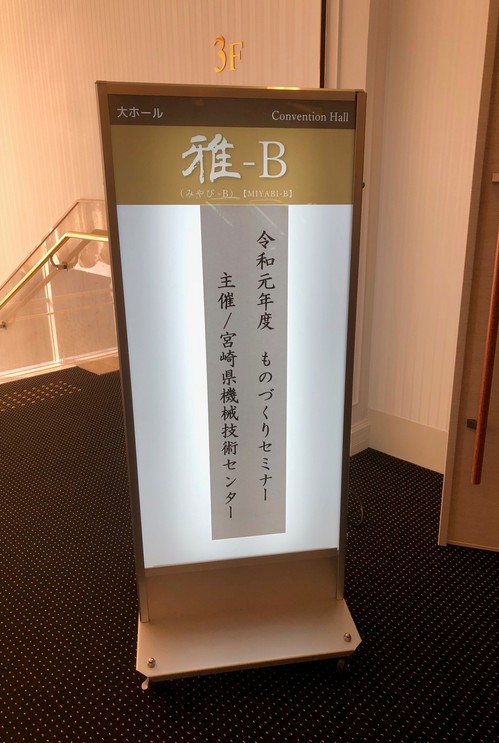 3F
大ホール
Convention Hall
雅-B
(みやび-B)【MIYABI-B】
令和元年度　ものづくりセミナー
主催/宮崎県機械技術センター